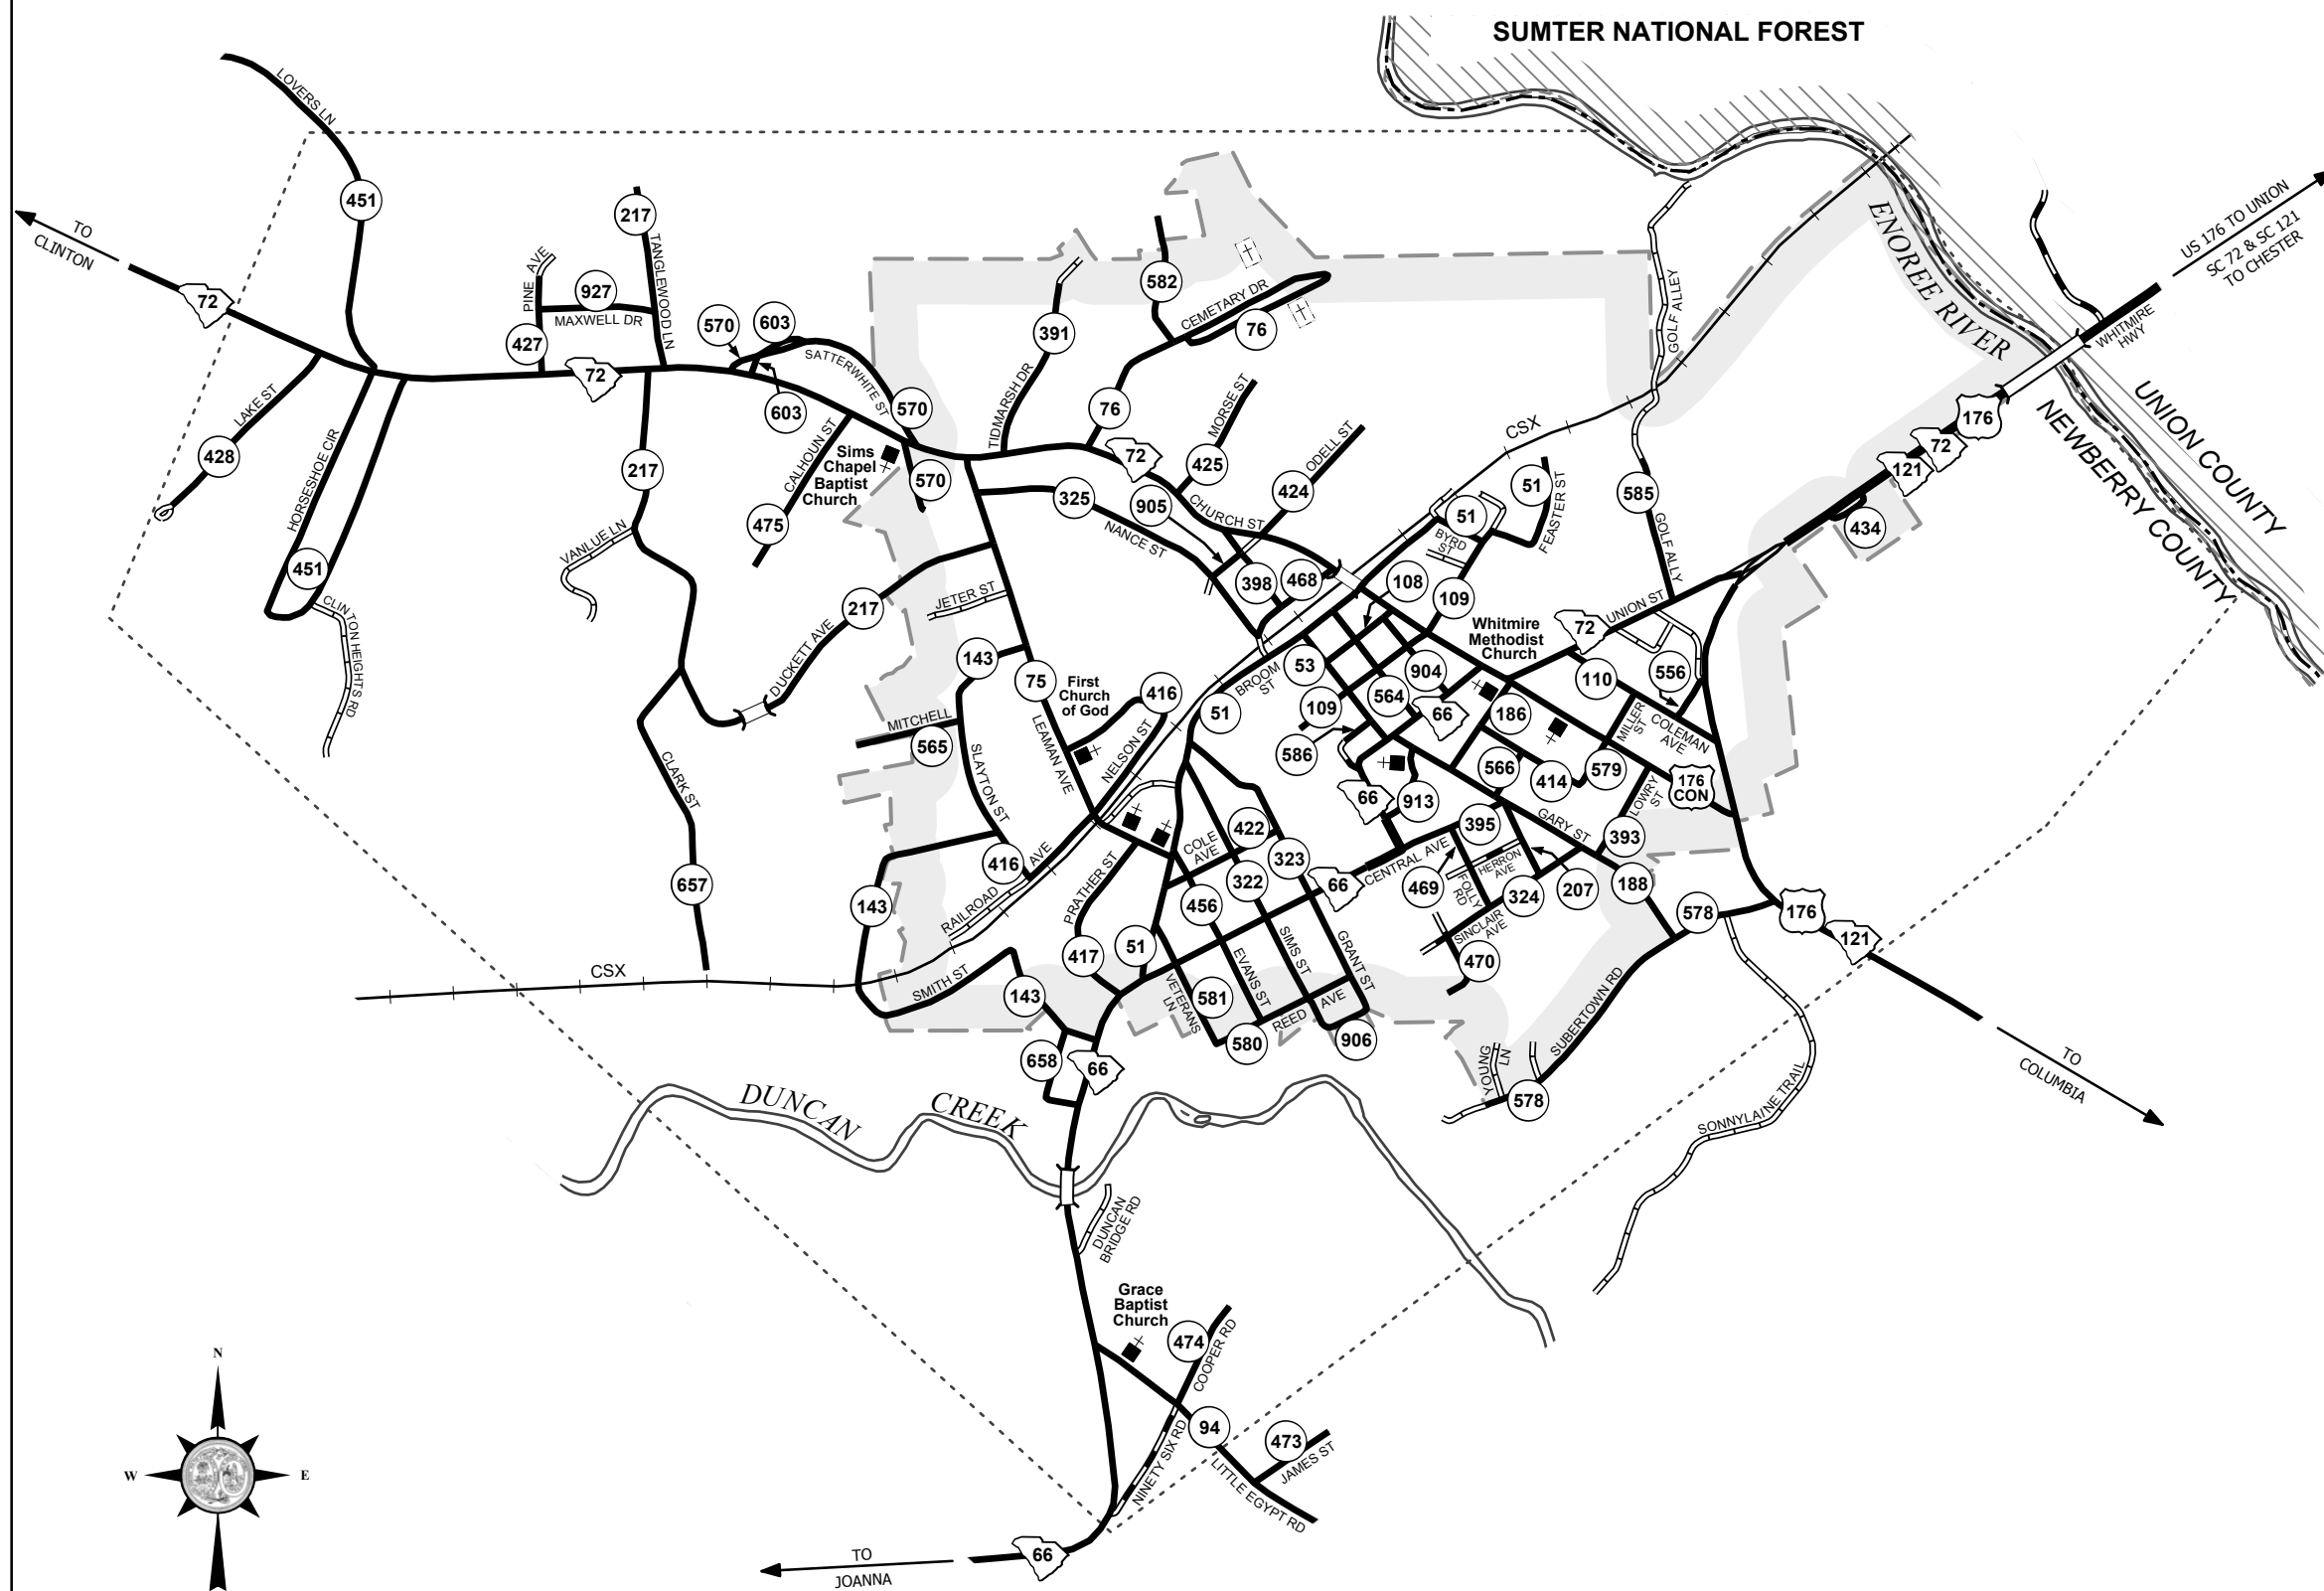 SUMTER NATIONAL FOREST
LOVERS LN
451
TO
CLINTON
72
217
TANGLEWOOD LN
PINE AVE
927
MAXWELL DR
427
72
570
603
SATTERWHITE ST
603
570
LAKE ST
428
HORSESHOE CIR
451
CLINTON HEIGHTS RD
217
VANLUE LN
CALHOUN ST
475
Sims
Chapel
Baptist
Church
570
582
CEMETARY DR
76
391
TIDMARSH DR
76
72
MORSE ST
425
ODELL ST
424
325
905
NANCE ST
CHURCH ST
398
468
CSX
51
BYRD
ST
51
FEASTER ST
108
109
GOLF ALLEY
585
GOLF ALLY
ENOREE RIVER
US 176 TO UNION
SC 72 & SC 121
TO CHESTER
WHITMIRE
HWY
176
72
121
434
UNION COUNTY
NEWBERRY COUNTY
UNION ST
72
Whitmire
Methodist
Church
110
556
MILLER
ST
COLEMAN
AVE
JETER ST
217
DUCKETT AVE
143
75
LEAMAN AVE
First
Church
of God
416
NELSON ST
MITCHELL
565
SLAYTON ST
CLARK ST
657
BROOM
ST
51
53
109
564
904
66
586
186
566
414
579
176
CON
LOWRY
ST
393
66
913
GARY ST
395
CENTRAL AVE
469
FOLLY
RD
HERRON
AVE
207
324
188
SINCLAIR
AVE
470
578
176
121
TO
COLUMBIA
SUBERTOWN RD
YOUNG
LN
578
SONNYLAINE TRAIL
416
RAILROAD AVE
143
CSX
SMITH ST
143
PRATHER ST
417
51
COLE
AVE
422
323
322
456
66
EVANS ST
SIMS ST
GRANT ST
VETERANS
LN
581
REED AVE
580
906
658
66
DUNCAN CREEK
DUNCAN
BRIDGE RD
Grace
Baptist
Church
474
COOPER RD
94
NINETY SIX RD
473
JAMES ST
LITTLE EGYPT RD
66
TO
JOANNA
N
W
E